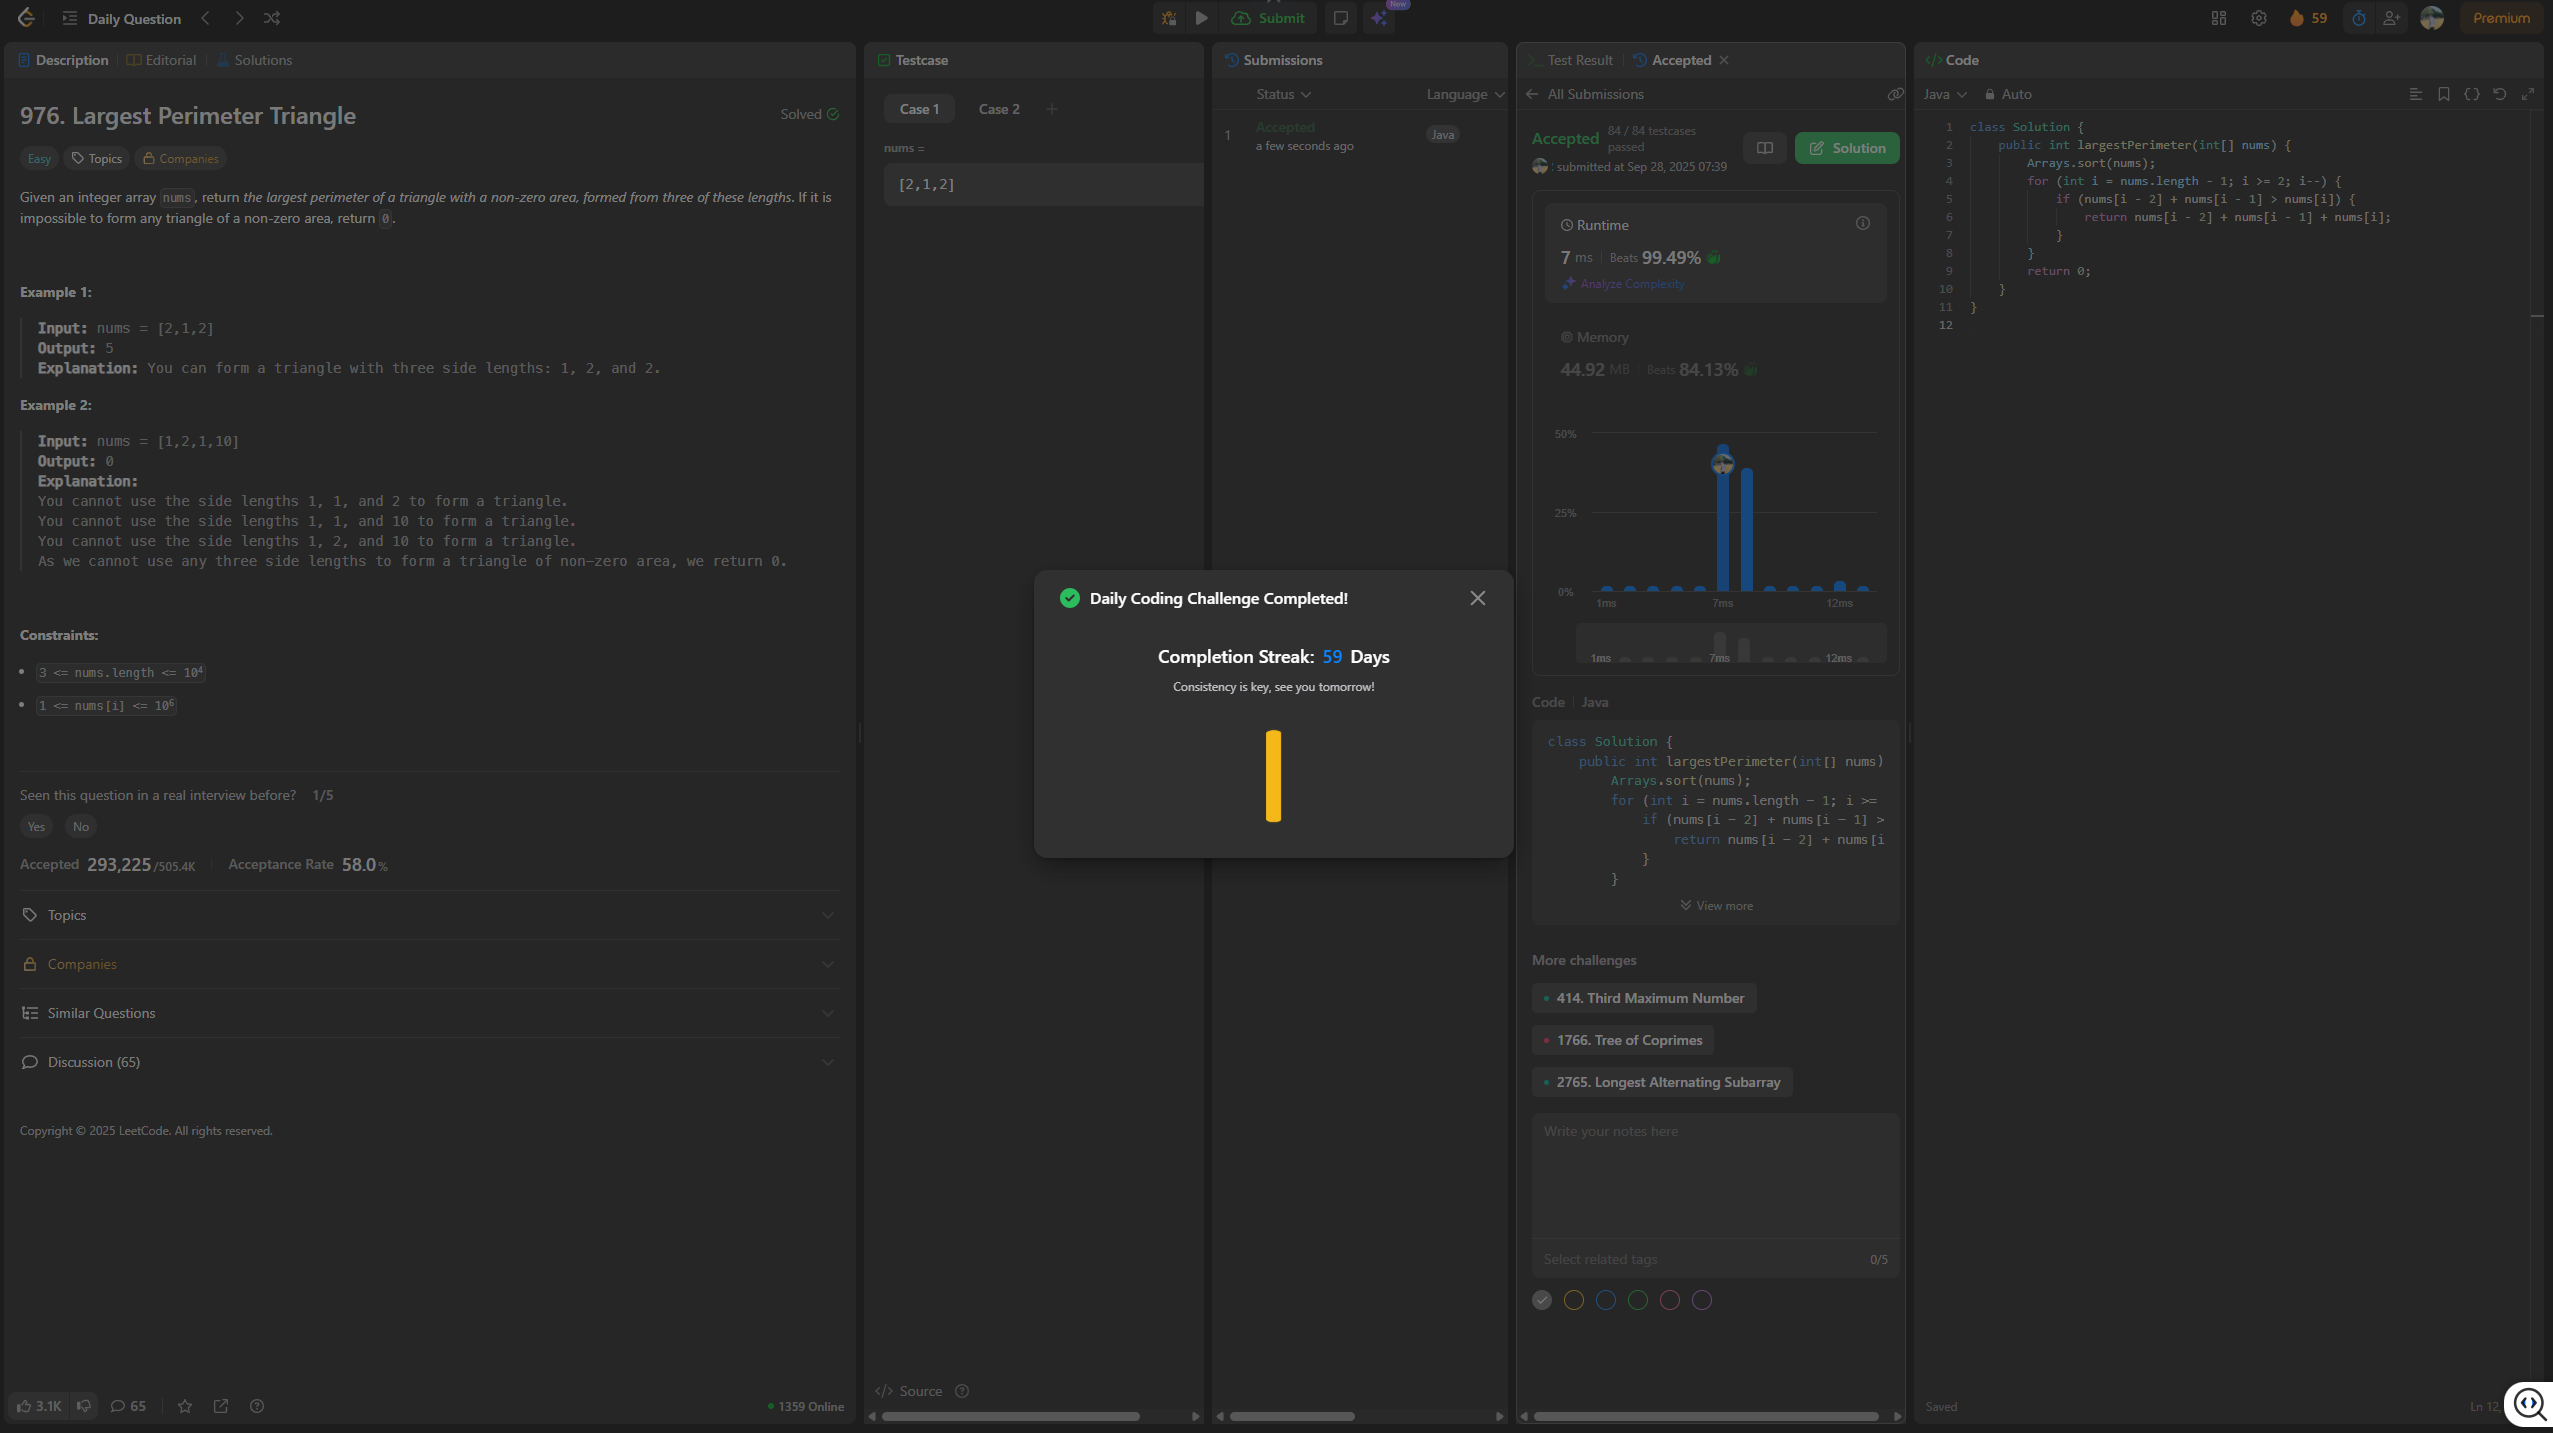 Daily Question
Submit
New
59
Premium
Description
Editorial
Solutions
976. Largest Perimeter Triangle
Solved
Easy
Topics
Companies
Given an integer array nums, return the largest perimeter of a triangle with a non-zero area, formed from three of these lengths. If it is
impossible to form any triangle of a non-zero area, return 0.
Example 1:
Input: nums = [2,1,2]
Output: 5
Explanation: You can form a triangle with three side lengths: 1, 2, and 2.
Example 2:
Input: nums = [1,2,1,10]
Output: 0
Explanation:
You cannot use the side lengths 1, 1, and 2 to form a triangle.
You cannot use the side lengths 1, 1, and 10 to form a triangle.
You cannot use the side lengths 1, 2, and 10 to form a triangle.
As we cannot use any three side lengths to form a triangle of non-zero area, we return 0.
Constraints:
3 <= nums.length <= 10⁴
1 <= nums[i] <= 10⁶
Seen this question in a real interview before? 1/5
Yes
No
Accepted 293,225/505.4K
Acceptance Rate 58.0%
Topics
Companies
Similar Questions
Discussion (65)
Copyright © 2025 LeetCode. All rights reserved.
3.1K
65
1359 Online
Testcase
Case 1
Case 2
nums =
[2,1,2]
Source
Submissions
Status
Language
1
Accepted
a few seconds ago
Java
Daily Coding Challenge Completed!
Completion Streak: 59 Days
Consistency is key, see you tomorrow!
Test Result
Accepted
All Submissions
Accepted
84 / 84 testcases
passed
submitted at Sep 28, 2025 07:39
Solution
Runtime
7 ms
Beats 99.49%
Analyze Complexity
Memory
44.92 MB
Beats 84.13%
50%
25%
0%
1ms
7ms
12ms
1ms
7ms
12ms
Code
Java
class Solution {
public int largestPerimeter(int[] nums)
Arrays.sort(nums);
for (int i = nums.length - 1; i >=
if (nums[i - 2] + nums[i - 1] >
return nums[i - 2] + nums[i
}
}
View more
More challenges
414. Third Maximum Number
1766. Tree of Coprimes
2765. Longest Alternating Subarray
Write your notes here
Select related tags
0/5
Code
Java
Auto
1 class Solution {
2 public int largestPerimeter(int[] nums) {
3 Arrays.sort(nums);
4 for (int i = nums.length - 1; i >= 2; i--) {
5 if (nums[i - 2] + nums[i - 1] > nums[i]) {
6 return nums[i - 2] + nums[i - 1] + nums[i];
7 }
8 }
9 return 0;
10 }
11 }
12
Saved
Ln 12,